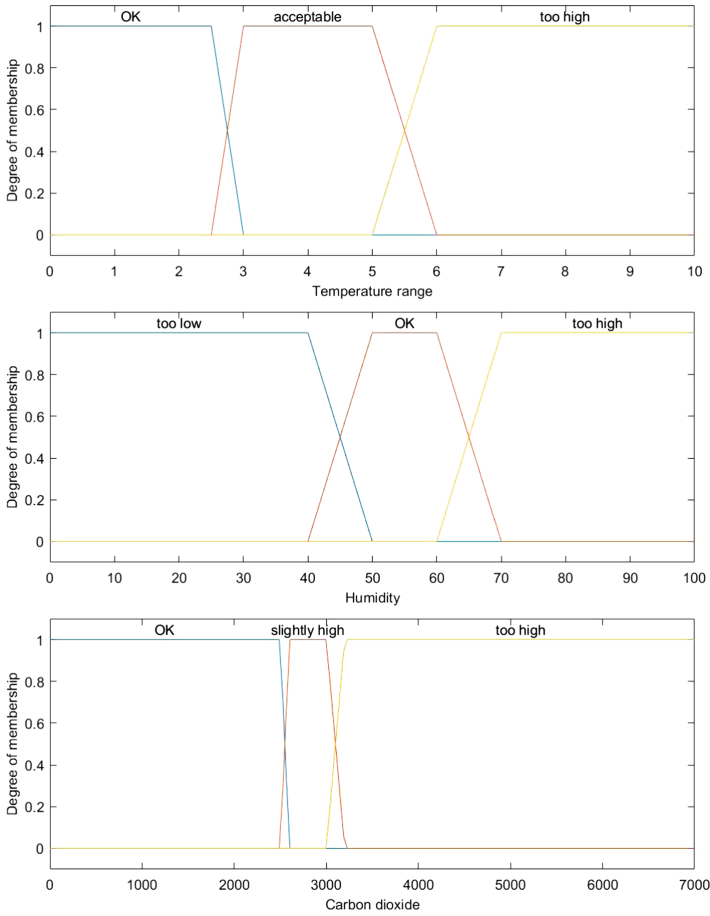 OK acceptable too high
1
0.8
0.6
0.4
0.2
0
Degree of membership
0 1 2 3 4 5 6 7 8 9 10
Temperature range
too low OK too high
1
0.8
0.6
0.4
0.2
0
Degree of membership
0 10 20 30 40 50 60 70 80 90 100
Humidity
OK slightly high too high
1
0.8
0.6
0.4
0.2
0
Degree of membership
0 1000 2000 3000 4000 5000 6000 7000
Carbon dioxide